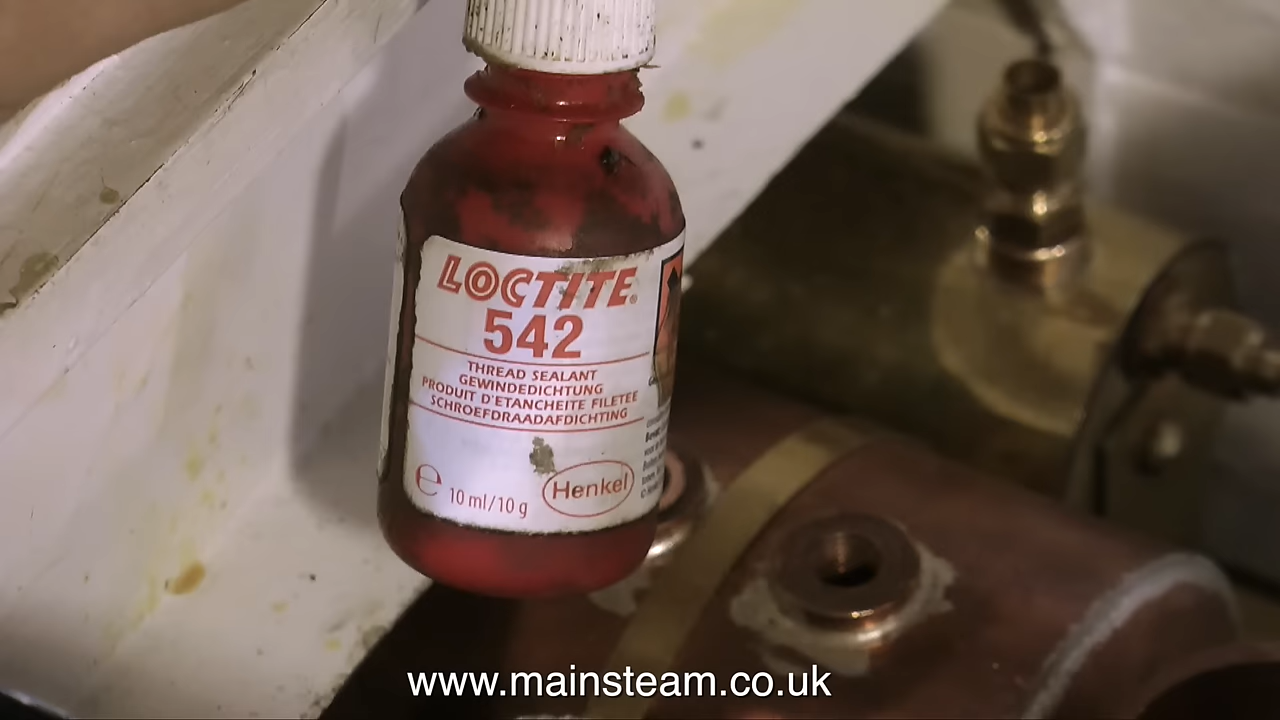 LOCTITE®
542
THREAD SEALANT
GEWINDEDICHTUNG
PRODUIT D'ETANCHEITE FILETEE
SCHROEFDRAADAFDICHTING
℮ 10 ml/10 g
Henkel
www.mainsteam.co.uk